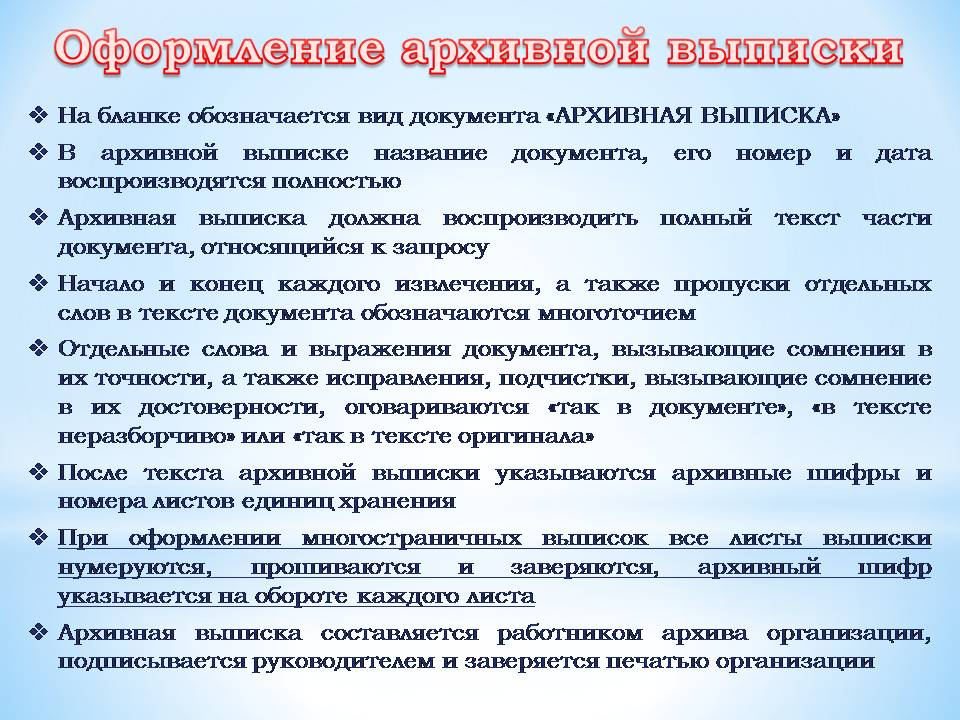 Оформление архивной выписки
❖ На бланке обозначается вид документа «АРХИВНАЯ ВЫПИСКА»
❖ В архивной выписке название документа, его номер и дата
воспроизводятся полностью
❖ Архивная выписка должна воспроизводить полный текст части
документа, относящийся к запросу
❖ Начало и конец каждого извлечения, а также пропуски отдельных
слов в тексте документа обозначаются многоточием
❖ Отдельные слова и выражения документа, вызывающие сомнения в
их точности, а также исправления, подчистки, вызывающие сомнение
в их достоверности, оговариваются «так в документе», «в тексте
неразборчиво» или «так в тексте оригинала»
❖ После текста архивной выписки указываются архивные шифры и
номера листов единиц хранения
❖ При оформлении многостраничных выписок все листы выписки
нумеруются, прошиваются и заверяются, архивный шифр
указывается на обороте каждого листа
❖ Архивная выписка составляется работником архива организации,
подписывается руководителем и заверяется печатью организации